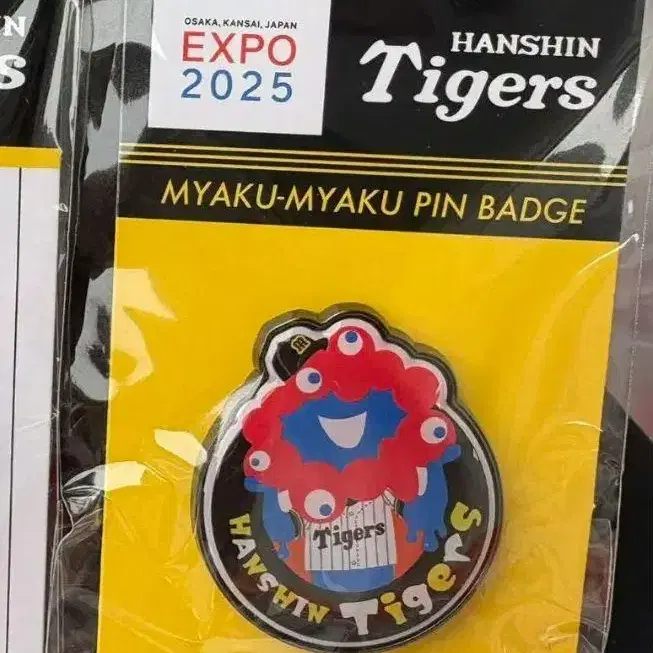 OSAKA, KANSAI, JAPAN
EXPO
2025
HANSHIN
Tigers
MYAKU-MYAKU PIN BADGE
Tigers
HANSHIN Tigers